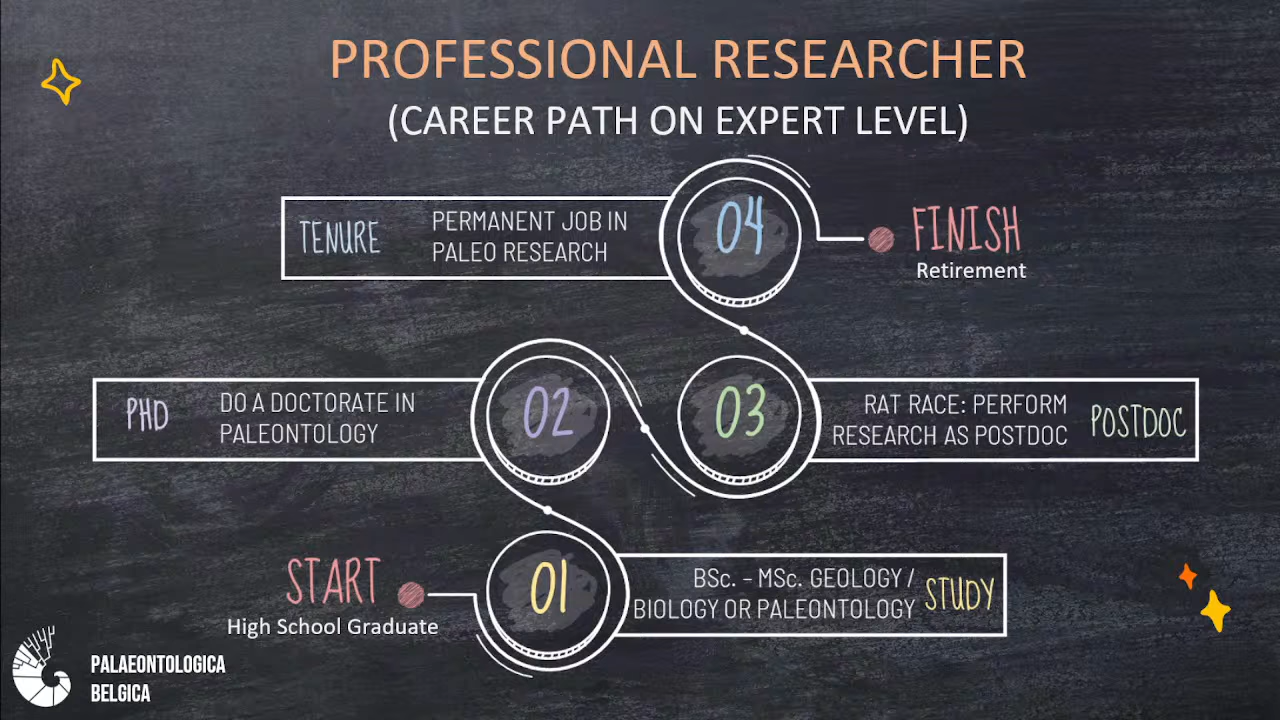 PROFESSIONAL RESEARCHER
(CAREER PATH ON EXPERT LEVEL)
TENURE
PERMANENT JOB IN
PALEO RESEARCH
04
FINISH
Retirement
PHD
DO A DOCTORATE IN
PALEONTOLOGY
02
03
RAT RACE: PERFORM
RESEARCH AS POSTDOC
POSTDOC
START
High School Graduate
01
BSc. – MSc. GEOLOGY /
BIOLOGY OR PALEONTOLOGY
STUDY
PALAEONTOLOGICA
BELGICA